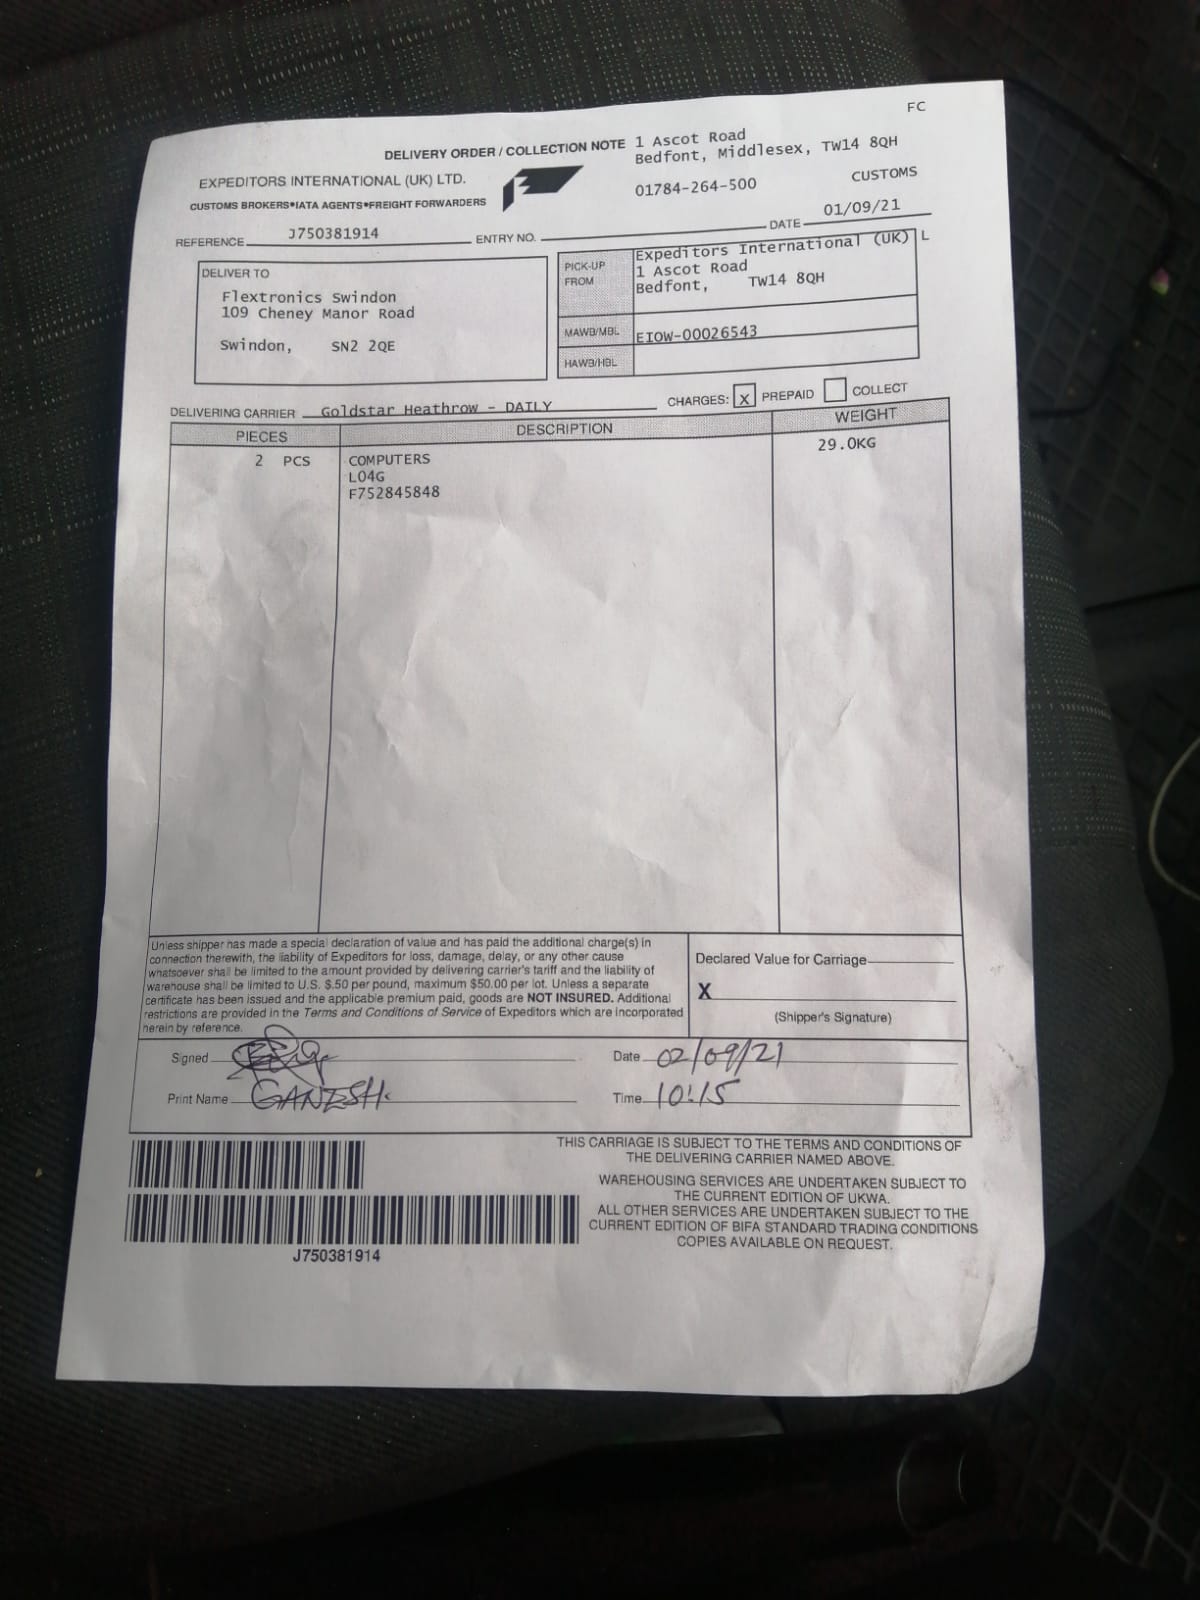 FC
DELIVERY ORDER / COLLECTION NOTE
1 Ascot Road
Bedfont, Middlesex, TW14 8QH
EXPEDITORS INTERNATIONAL (UK) LTD.
CUSTOMS BROKERS•IATA AGENTS•FREIGHT FORWARDERS
01784-264-500
CUSTOMS
REFERENCE J750381914
ENTRY NO.
DATE 01/09/21
DELIVER TO
Flextronics Swindon
109 Cheney Manor Road
Swindon, SN2 2QE
PICK-UP FROM
Expeditors International (UK) L
1 Ascot Road
Bedfont, TW14 8QH
MAWB/MBL EIOW-00026543
HAWB/HBL
DELIVERING CARRIER Goldstar Heathrow - DAILY
CHARGES: X PREPAID COLLECT
PIECES DESCRIPTION WEIGHT
2 PCS COMPUTERS 29.0KG
L04G
F752845848
Unless shipper has made a special declaration of value and has paid the additional charge(s) in
connection therewith, the liability of Expeditors for loss, damage, delay, or any other cause
whatsoever shall be limited to the amount provided by delivering carrier's tariff and the liability of
warehouse shall be limited to U.S. $.50 per pound, maximum $50.00 per lot. Unless a separate
certificate has been issued and the applicable premium paid, goods are NOT INSURED. Additional
restrictions are provided in the Terms and Conditions of Service of Expeditors which are incorporated
herein by reference.
Declared Value for Carriage
X
(Shipper's Signature)
Signed
Date 02/09/21
Print Name GANESH.
Time 10:15
THIS CARRIAGE IS SUBJECT TO THE TERMS AND CONDITIONS OF
THE DELIVERING CARRIER NAMED ABOVE.
WAREHOUSING SERVICES ARE UNDERTAKEN SUBJECT TO
THE CURRENT EDITION OF UKWA.
ALL OTHER SERVICES ARE UNDERTAKEN SUBJECT TO THE
CURRENT EDITION OF BIFA STANDARD TRADING CONDITIONS
COPIES AVAILABLE ON REQUEST.
J750381914